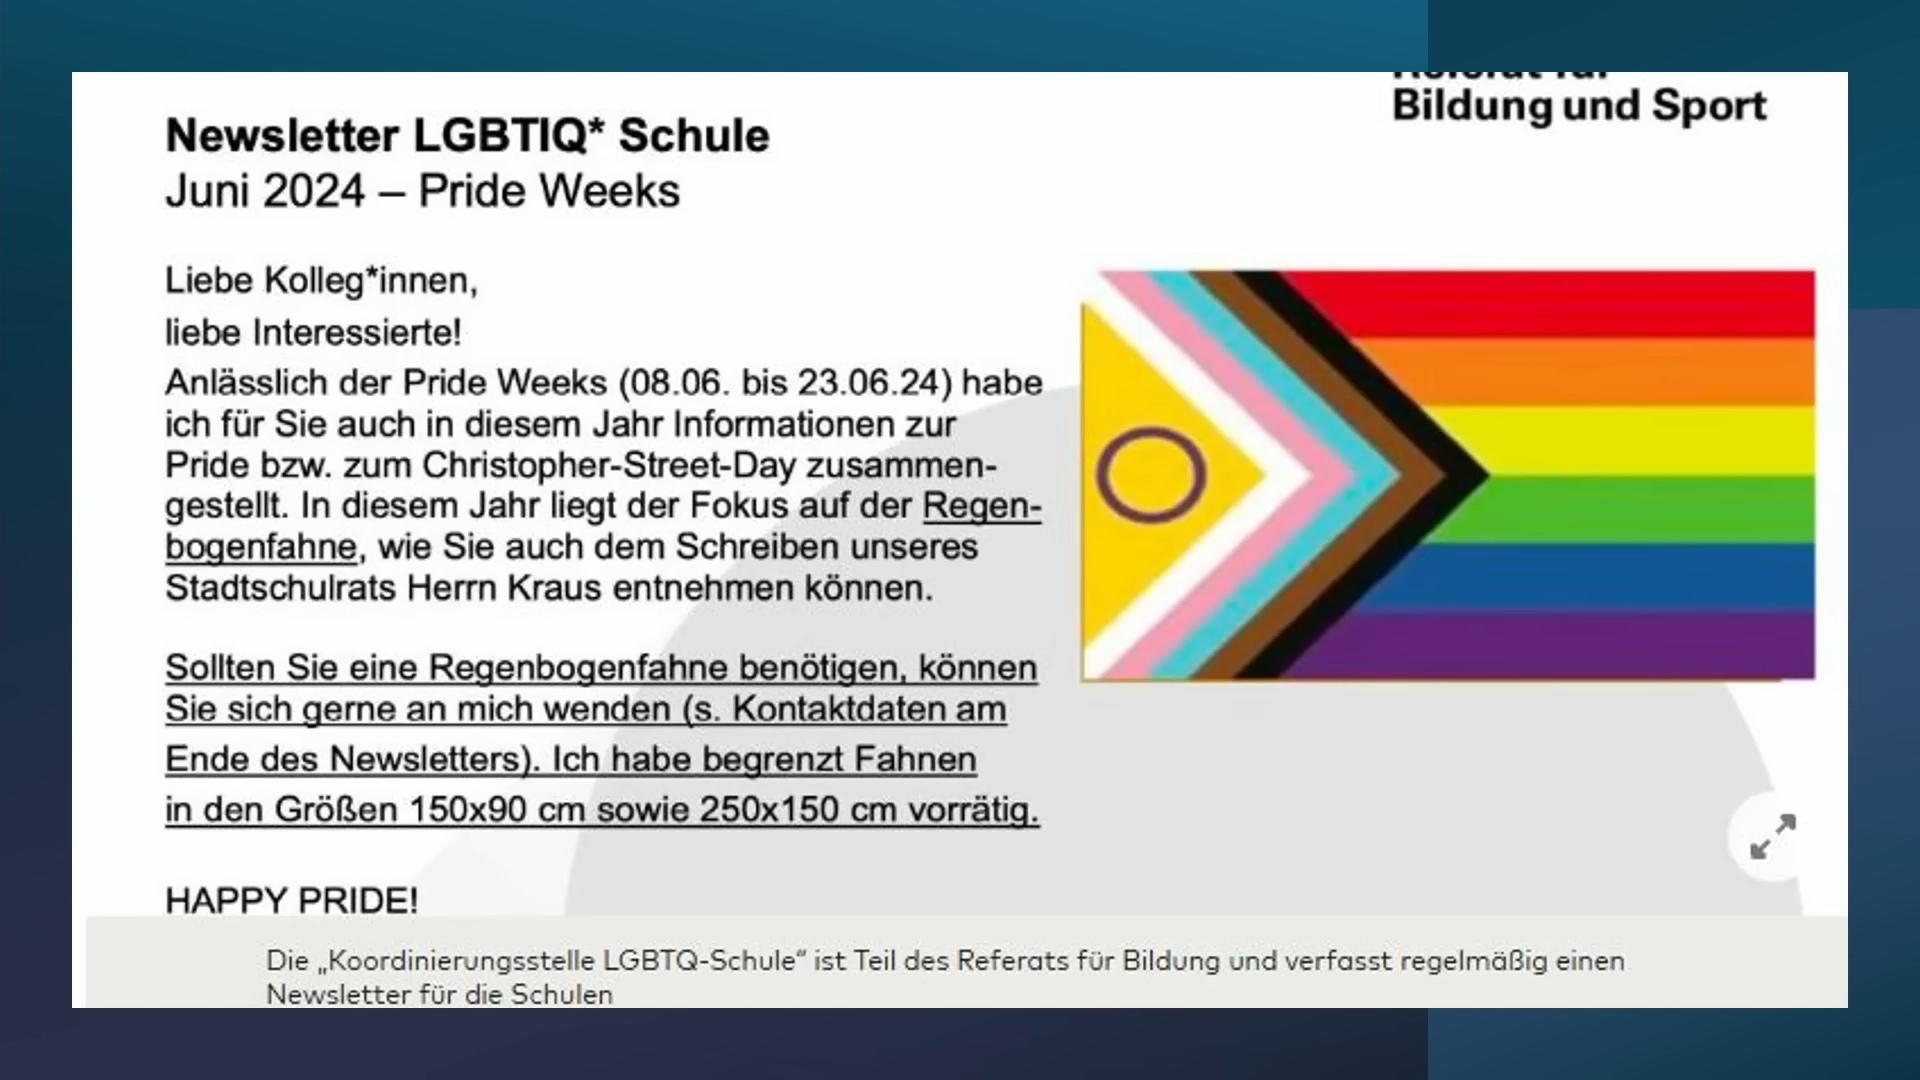 Bildung und Sport
Newsletter LGBTIQ* Schule
Juni 2024 – Pride Weeks
Liebe Kolleg*innen,
liebe Interessierte!
Anlässlich der Pride Weeks (08.06. bis 23.06.24) habe
ich für Sie auch in diesem Jahr Informationen zur
Pride bzw. zum Christopher-Street-Day zusammen-
gestellt. In diesem Jahr liegt der Fokus auf der Regen-
bogenfahne, wie Sie auch dem Schreiben unseres
Stadtschulrats Herrn Kraus entnehmen können.
Sollten Sie eine Regenbogenfahne benötigen, können
Sie sich gerne an mich wenden (s. Kontaktdaten am
Ende des Newsletters). Ich habe begrenzt Fahnen
in den Größen 150x90 cm sowie 250x150 cm vorrätig.
HAPPY PRIDE!
Die „Koordinierungsstelle LGBTQ-Schule“ ist Teil des Referats für Bildung und verfasst regelmäßig einen
Newsletter für die Schulen